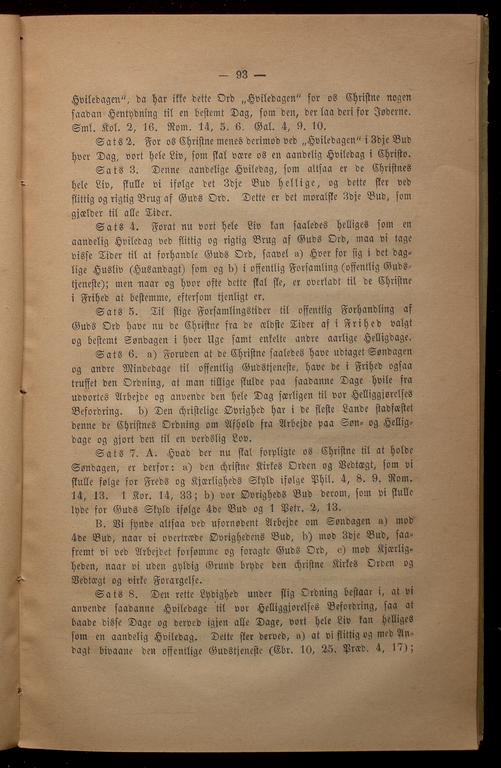 — 93 —
Hviledagen", da har ikke dette Ord „Hviledagen" for os Christne nogen
saadan Hentydning til en bestemt Dag, som den, der laa deri for Jøderne.
Sml. Kol. 2, 16. Rom. 14, 5. 6. Gal. 4, 9. 10.
Sats 2. For os Christne menes derimod ved „Hviledagen" i 3dje Bud
hver Dag, vort hele Liv, som skal være os en aandelig Hviledag i Christo.
Sats 3. Denne aandelige Hviledag, som altsaa er de Christnes
hele Liv, skulle vi ifølge det 3dje Bud hellige, og dette sker ved
flittig og rigtig Brug af Guds Ord. Dette er det moralske 3dje Bud, som
gjælder til alle Tider.
Sats 4. Forat nu vort hele Liv kan saaledes helliges som en
aandelig Hviledag ved flittig og rigtig Brug af Guds Ord, maa vi tage
visse Tider til at forhandle Guds Ord, saavel a) Hver for sig i det dag-
lige Husliv (Husandagt) som og b) i offentlig Forsamling (offentlig Guds-
tjeneste); men naar og hvor ofte dette skal ske, er overladt til de Christne
i Frihed at bestemme, eftersom tjenligt er.
Sats 5. Til slige Forsamlingstider til offentlig Forhandling af
Guds Ord have nu de Christne fra de ældste Tider af i Frihed valgt
og bestemt Søndagen i hver Uge samt enkelte andre aarlige Helligdage.
Sats 6. a) Foruden at de Christne saaledes have udtaget Søndagen
og andre Mindedage til offentlig Gudstjeneste, have de i Frihed ogsaa
truffet den Ordning, at man tillige skulde paa saadanne Dage hvile fra
udvortes Arbejde og anvende den hele Dag særligen til vor Helliggjørelses
Befordring. b) Den christelige Øvrighed har i de fleste Lande stadfæstet
denne de Christnes Ordning om Afhold fra Arbejde paa Søn- og Hellig-
dage og gjort den til en verdslig Lov.
Sats 7. A. Hvad der nu skal forpligte os Christne til at holde
Søndagen, er derfor: a) den christne Kirkes Orden og Vedtægt, som vi
skulle følge for Freds og Kjærligheds Skyld ifølge Phil. 4, 8. 9. Rom.
14, 13. 1 Kor. 14, 33; b) vor Øvrigheds Bud derom, som vi skulle
lyde for Guds Skyld ifølge 4de Bud og 1 Petr. 2, 13.
B. Vi synde altsaa ved ufornødent Arbejde om Søndagen a) mod
4de Bud, naar vi overtræde Øvrighedens Bud, b) mod 3dje Bud, saa-
fremt vi ved Arbejdet forsømme og foragte Guds Ord, c) mod Kjærlig-
heden, naar vi uden gyldig Grund bryde den christne Kirkes Orden og
Vedtægt og virke Forargelse.
Sats 8. Den rette Lydighed under slig Ordning bestaar i, at vi
anvende saadanne Hviledage til vor Helliggjørelses Befordring, saa at
baade disse Dage og derved igjen alle Dage, vort hele Liv kan helliges
som en aandelig Hviledag. Dette sker derved, a) at vi flittig og med An-
dagt bivaane den offentlige Gudstjeneste (Ebr. 10, 25. Præd. 4, 17);